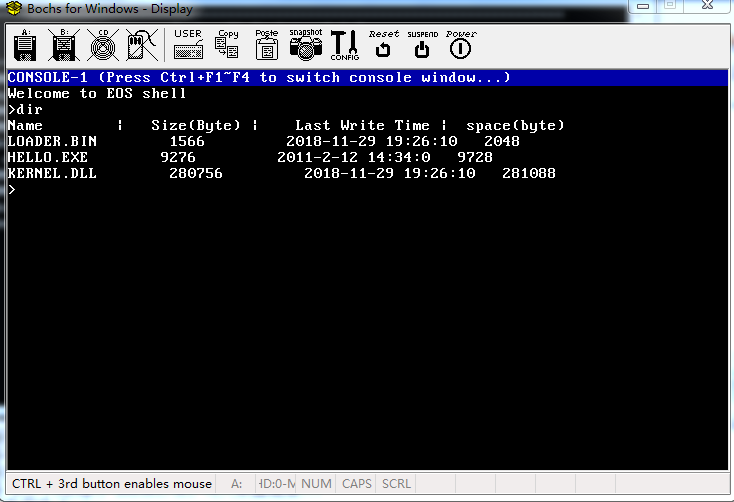 Bochs for Windows - Display
A: B: CD USER Copy Paste snapshot CONFIG Reset SUSPEND Power
CONSOLE-1 (Press Ctrl+F1~F4 to switch console window...)
Welcome to EOS shell
>dir
Name | Size(Byte) | Last Write Time | space(byte)
LOADER.BIN 1566 2018-11-29 19:26:10 2048
HELLO.EXE 9276 2011-2-12 14:34:0 9728
KERNEL.DLL 280756 2018-11-29 19:26:10 281088
>
CTRL + 3rd button enables mouse A: HD:0-M NUM CAPS SCRL